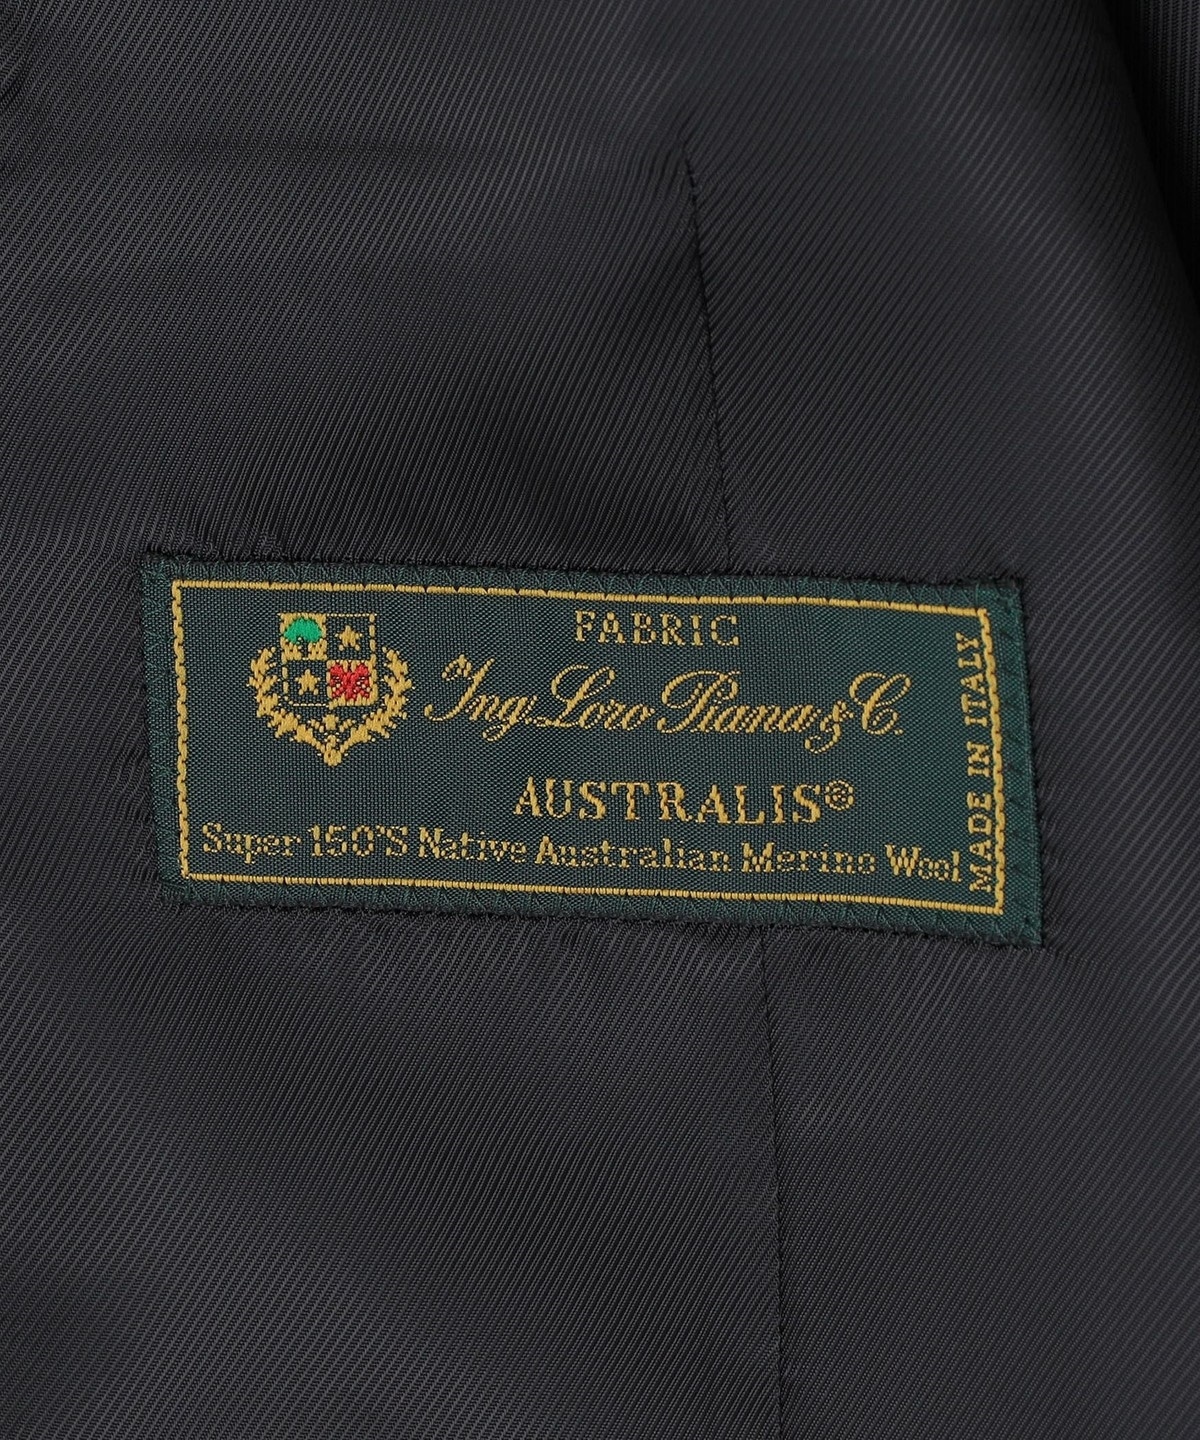 FABRIC
Ing. Loro Piana & C.
AUSTRALIS®
Super 150'S Native Australian Merino Wool
MADE IN ITALY